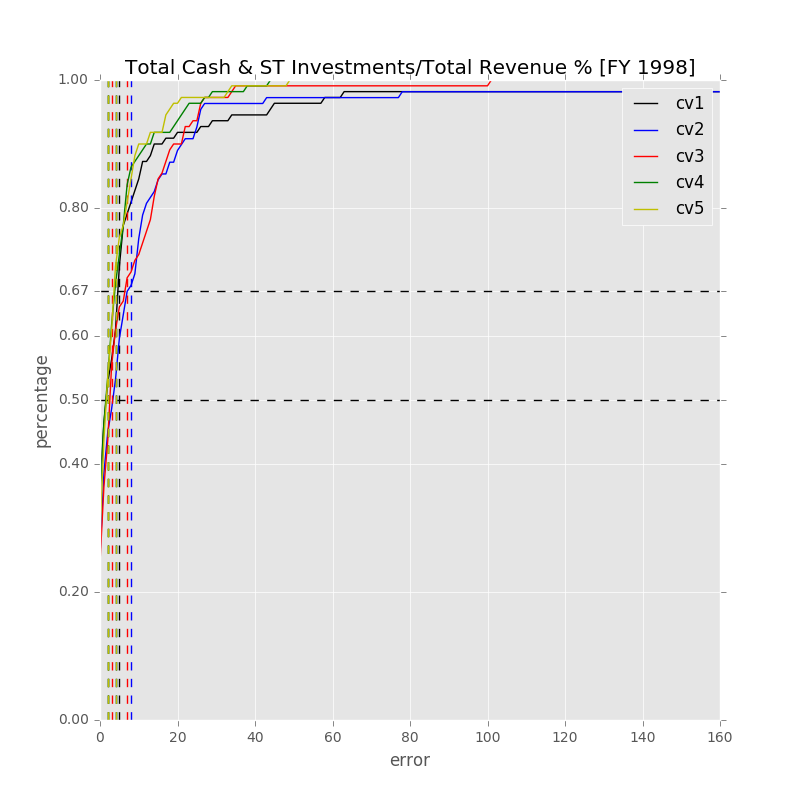 Total Cash & ST Investments/Total Revenue % [FY 1998]
1.00
0.80
0.67
0.60
0.50
0.40
0.20
0.00
percentage
cv1
cv2
cv3
cv4
cv5
0 20 40 60 80 100 120 140 160
error